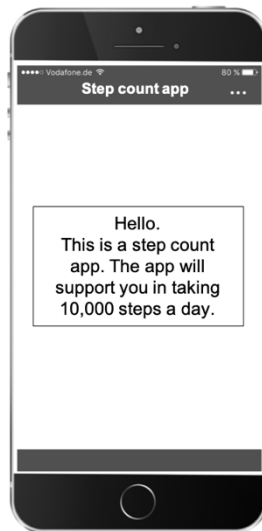 Vodafone.de 80 %
Step count app
Hello.
This is a step count
app. The app will
support you in taking
10,000 steps a day.